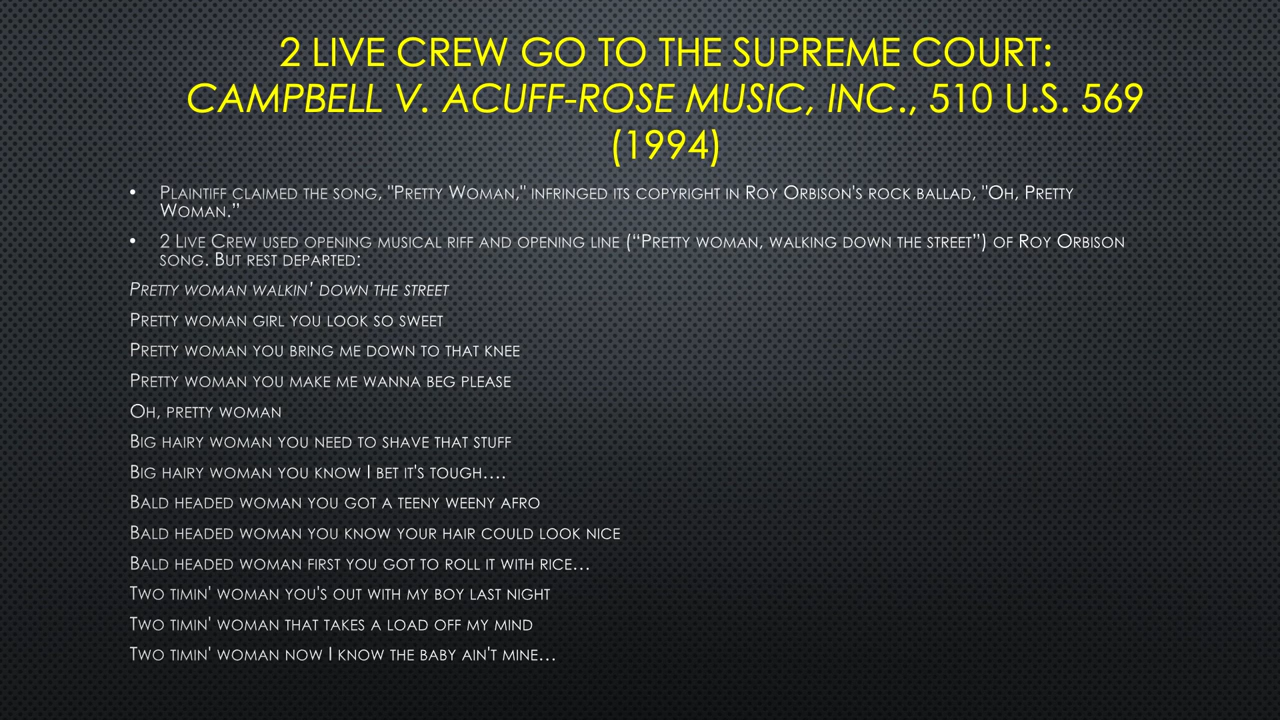 2 LIVE CREW GO TO THE SUPREME COURT:
CAMPBELL V. ACUFF-ROSE MUSIC, INC., 510 U.S. 569
(1994)
• PLAINTIFF CLAIMED THE SONG, "PRETTY WOMAN," INFRINGED ITS COPYRIGHT IN ROY ORBISON'S ROCK BALLAD, "OH, PRETTY
WOMAN.”
• 2 LIVE CREW USED OPENING MUSICAL RIFF AND OPENING LINE (“PRETTY WOMAN, WALKING DOWN THE STREET”) OF ROY ORBISON
SONG. BUT REST DEPARTED:
PRETTY WOMAN WALKIN’ DOWN THE STREET
PRETTY WOMAN GIRL YOU LOOK SO SWEET
PRETTY WOMAN YOU BRING ME DOWN TO THAT KNEE
PRETTY WOMAN YOU MAKE ME WANNA BEG PLEASE
OH, PRETTY WOMAN
BIG HAIRY WOMAN YOU NEED TO SHAVE THAT STUFF
BIG HAIRY WOMAN YOU KNOW I BET IT'S TOUGH....
BALD HEADED WOMAN YOU GOT A TEENY WEENY AFRO
BALD HEADED WOMAN YOU KNOW YOUR HAIR COULD LOOK NICE
BALD HEADED WOMAN FIRST YOU GOT TO ROLL IT WITH RICE...
TWO TIMIN' WOMAN YOU'S OUT WITH MY BOY LAST NIGHT
TWO TIMIN' WOMAN THAT TAKES A LOAD OFF MY MIND
TWO TIMIN' WOMAN NOW I KNOW THE BABY AIN'T MINE...